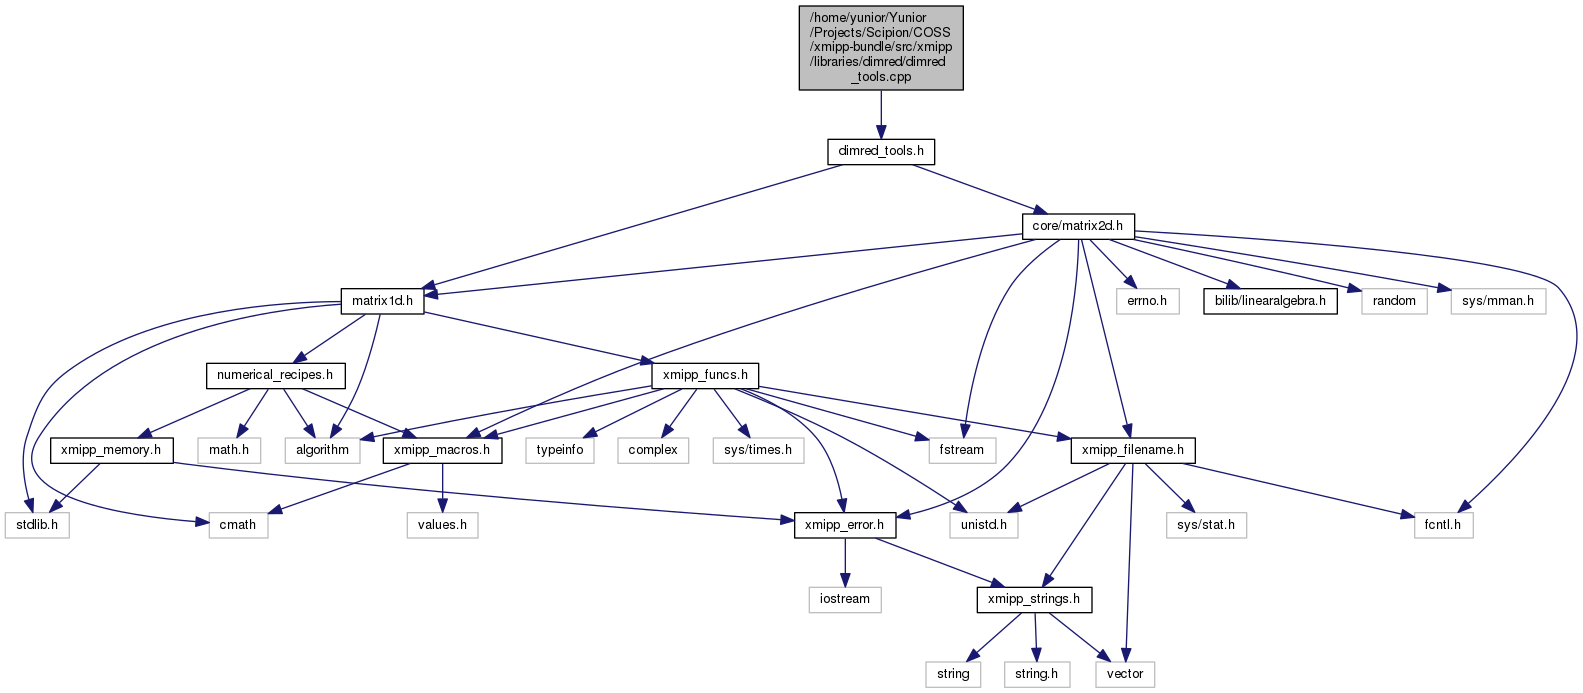 /home/yunior/Yunior
/Projects/Scipion/COSS
/xmipp-bundle/src/xmipp
/libraries/dimred/dimred
_tools.cpp
dimred_tools.h
core/matrix2d.h
matrix1d.h
errno.h
bilib/linearalgebra.h
random
sys/mman.h
numerical_recipes.h
xmipp_funcs.h
xmipp_memory.h
math.h
algorithm
xmipp_macros.h
typeinfo
complex
sys/times.h
fstream
xmipp_filename.h
stdlib.h
cmath
values.h
xmipp_error.h
unistd.h
sys/stat.h
fcntl.h
iostream
xmipp_strings.h
string
string.h
vector